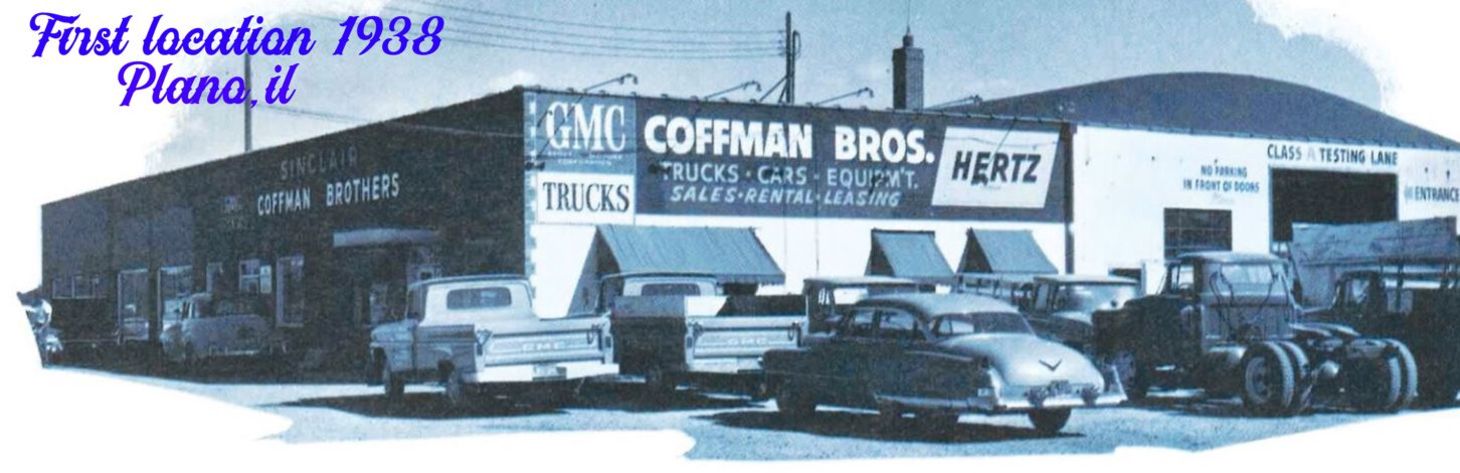 First location 1938
Plano,il
SINCLAIR
COFFMAN BROTHERS
GMC
TRUCKS
COFFMAN BROS.
TRUCKS · CARS · EQUIPM'T.
SALES·RENTAL·LEASING
HERTZ
NO PARKING
IN FRONT OF DOORS
CLASS A TESTING LANE
ENTRANCE
GMC
GMC